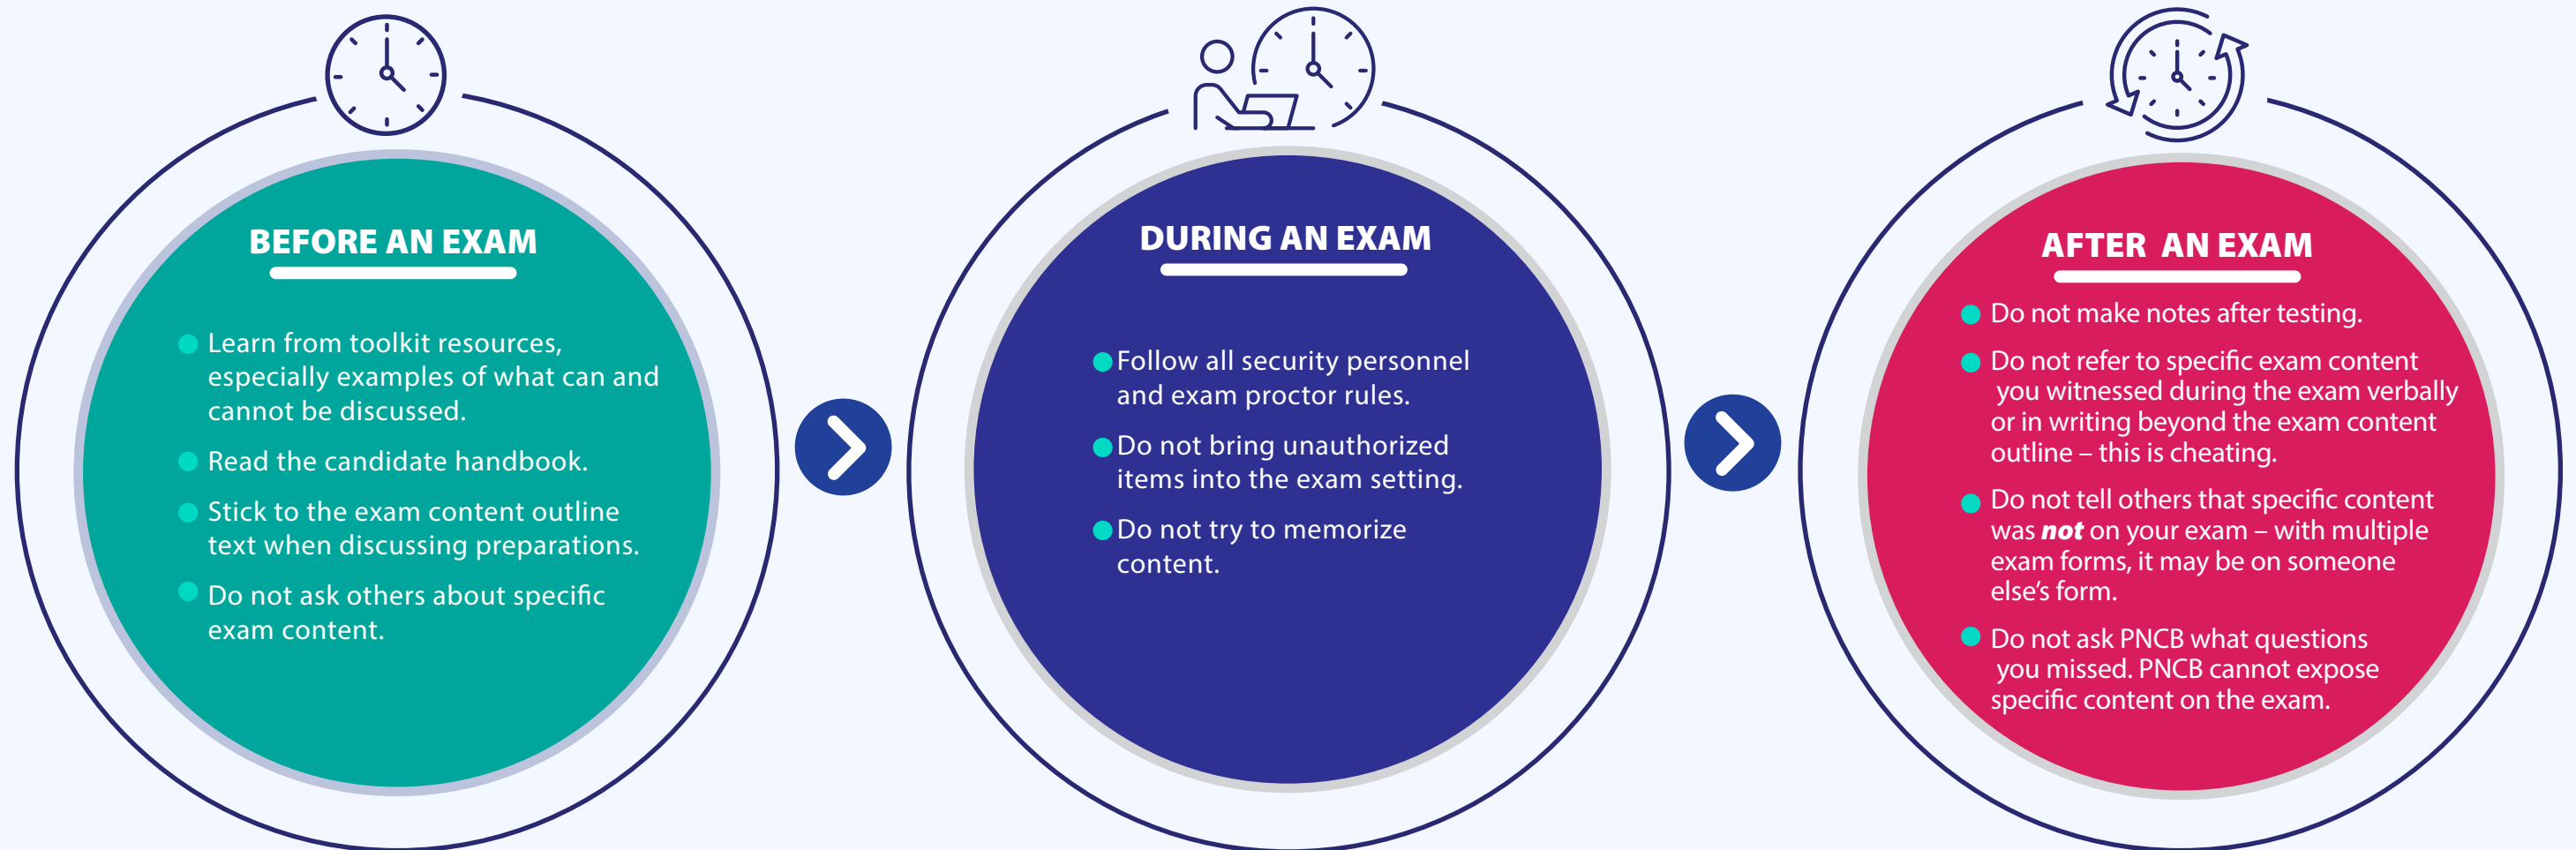 BEFORE AN EXAM
Learn from toolkit resources,
especially examples of what can and
cannot be discussed.
Read the candidate handbook.
Stick to the exam content outline
text when discussing preparations.
Do not ask others about specific
exam content.
DURING AN EXAM
Follow all security personnel
and exam proctor rules.
Do not bring unauthorized
items into the exam setting.
Do not try to memorize
content.
AFTER AN EXAM
Do not make notes after testing.
Do not refer to specific exam content
you witnessed during the exam verbally
or in writing beyond the exam content
outline – this is cheating.
Do not tell others that specific content
was not on your exam – with multiple
exam forms, it may be on someone
else's form.
Do not ask PNCB what questions
you missed. PNCB cannot expose
specific content on the exam.